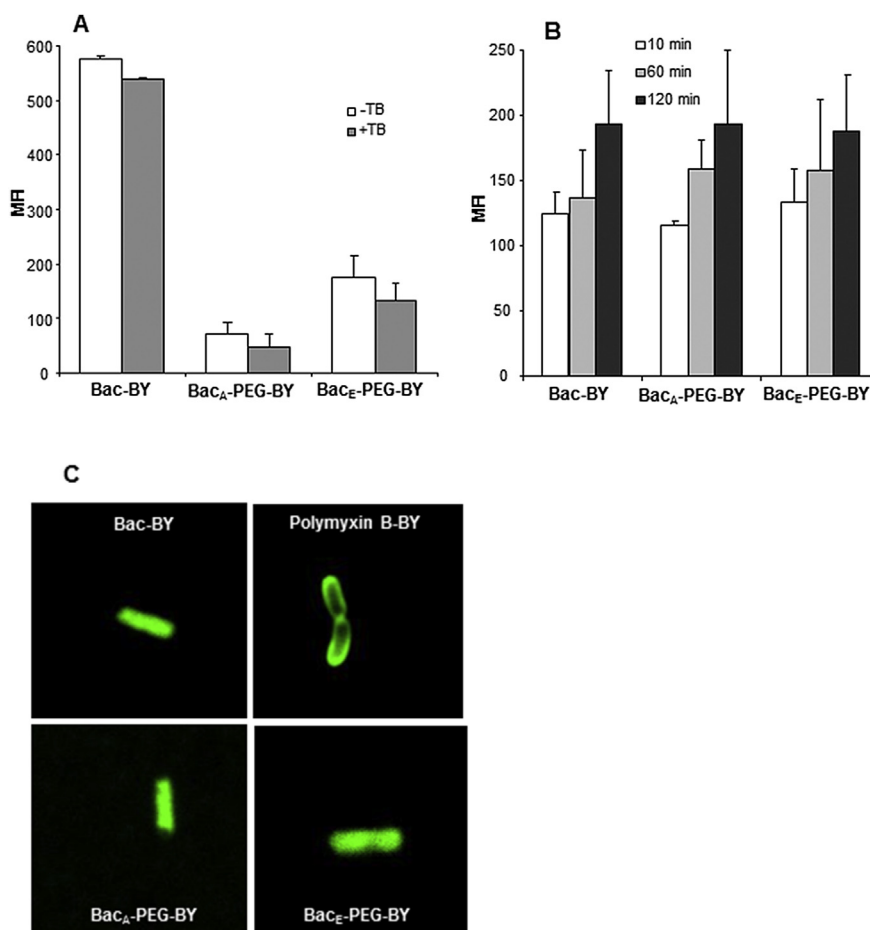 A
600
500
400
300
200
100
0
MFI
-TB
+TB
Bac-BY
BacA-PEG-BY
BacE-PEG-BY
B
250
200
150
100
50
0
MFI
10 min
60 min
120 min
Bac-BY
BacA-PEG-BY
BacE-PEG-BY
C
Bac-BY
Polymyxin B-BY
BacA-PEG-BY
BacE-PEG-BY